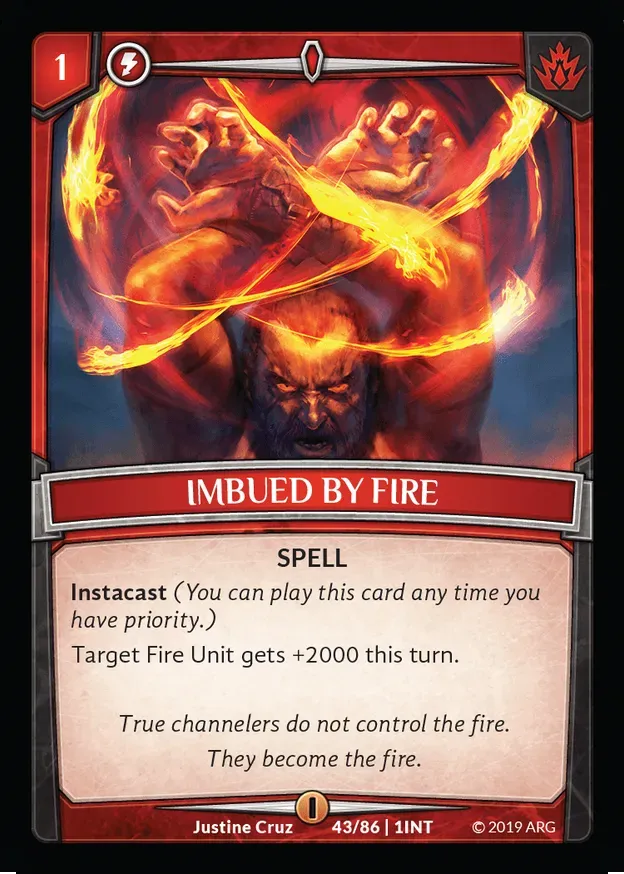 1
IMBUED BY FIRE
SPELL
Instacast (You can play this card any time you
have priority.)
Target Fire Unit gets +2000 this turn.
True channelers do not control the fire.
They become the fire.
I
Justine Cruz 43/86 | 1INT © 2019 ARG